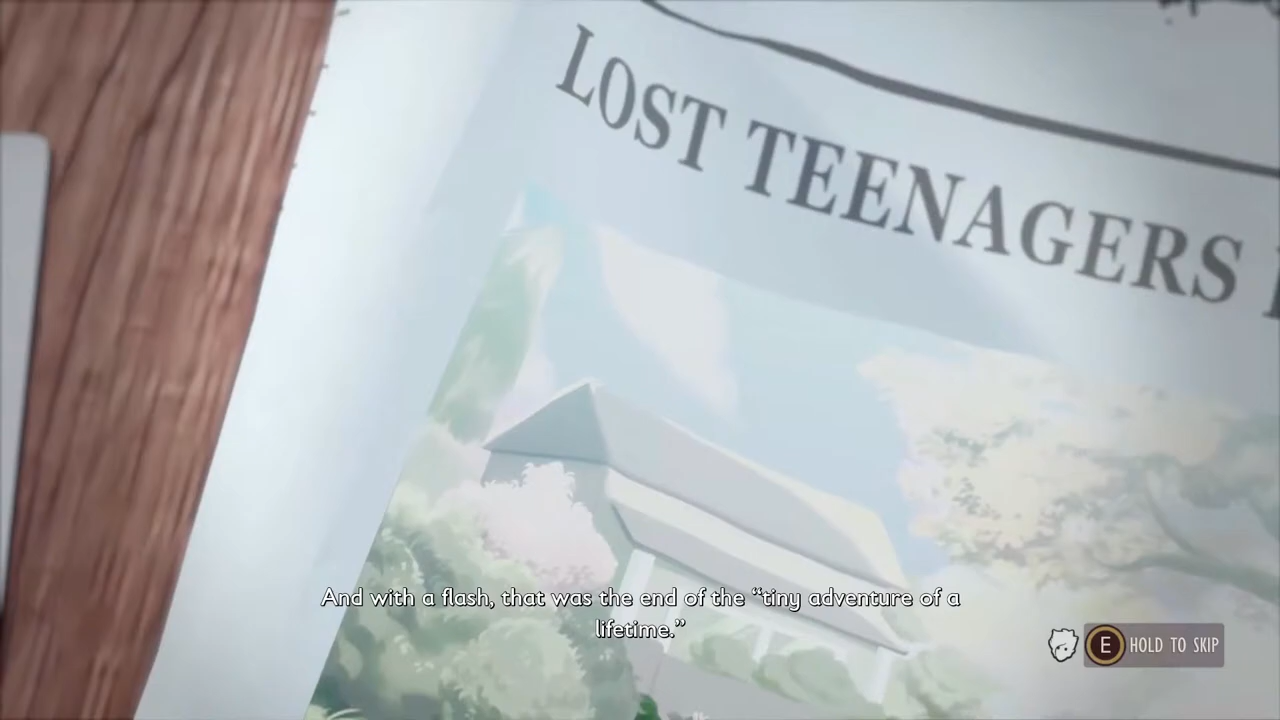 LOST TEENAGERS
And with a flash, that was the end of the “tiny adventure of a
lifetime.”
E HOLD TO SKIP